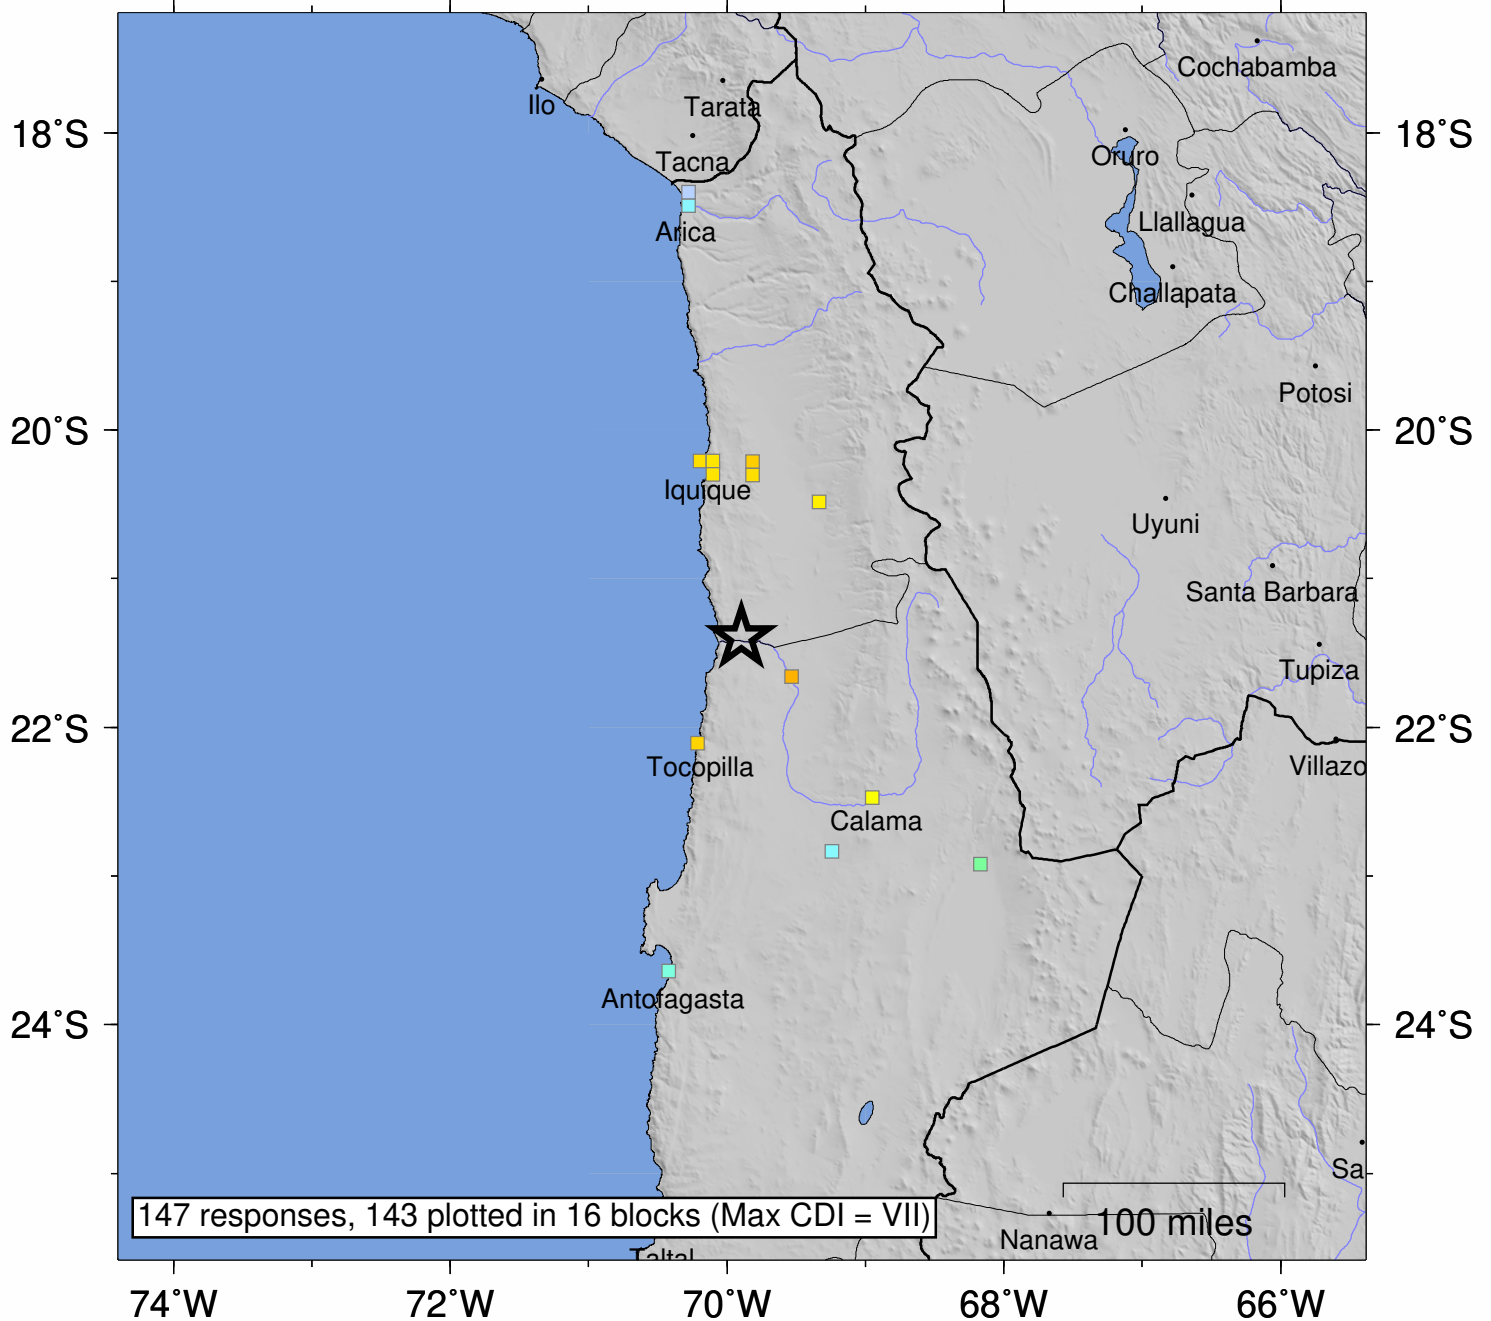 Cochabamba
Ilo
Tarata
18°S
18°S
Oruro
Tacna
Llallagua
Arica
Challapata
Potosi
20°S
20°S
Iquique
Uyuni
Santa Barbara
Tupiza
22°S
22°S
Tocopilla
Villazo
Calama
Antofagasta
24°S
24°S
Sa
147 responses, 143 plotted in 16 blocks (Max CDI = VII)
100 miles
Nanawa
Taltal
74°W
72°W
70°W
68°W
66°W